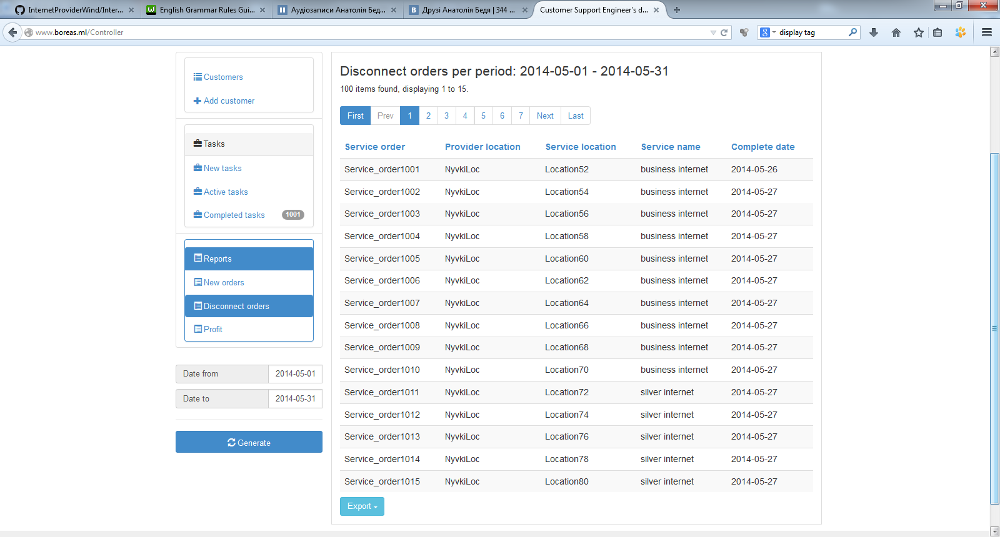 InternetProviderWind/Inter...
English Grammar Rules Gui...
Аудіозаписи Анатолія Бед...
Друзі Анатолія Бедя | 344 ...
Customer Support Engineer's d...
www.boreas.ml/Controller
display tag
Customers
Add customer
Tasks
New tasks
Active tasks
Completed tasks 1001
Reports
New orders
Disconnect orders
Profit
Date from 2014-05-01
Date to 2014-05-31
Generate
Disconnect orders per period: 2014-05-01 - 2014-05-31
100 items found, displaying 1 to 15.
First Prev 1 2 3 4 5 6 7 Next Last
Service order Provider location Service location Service name Complete date
Service_order1001 NyvkiLoc Location52 business internet 2014-05-26
Service_order1002 NyvkiLoc Location54 business internet 2014-05-27
Service_order1003 NyvkiLoc Location56 business internet 2014-05-27
Service_order1004 NyvkiLoc Location58 business internet 2014-05-27
Service_order1005 NyvkiLoc Location60 business internet 2014-05-27
Service_order1006 NyvkiLoc Location62 business internet 2014-05-27
Service_order1007 NyvkiLoc Location64 business internet 2014-05-27
Service_order1008 NyvkiLoc Location66 business internet 2014-05-27
Service_order1009 NyvkiLoc Location68 business internet 2014-05-27
Service_order1010 NyvkiLoc Location70 business internet 2014-05-27
Service_order1011 NyvkiLoc Location72 silver internet 2014-05-27
Service_order1012 NyvkiLoc Location74 silver internet 2014-05-27
Service_order1013 NyvkiLoc Location76 silver internet 2014-05-27
Service_order1014 NyvkiLoc Location78 silver internet 2014-05-27
Service_order1015 NyvkiLoc Location80 silver internet 2014-05-27
Export